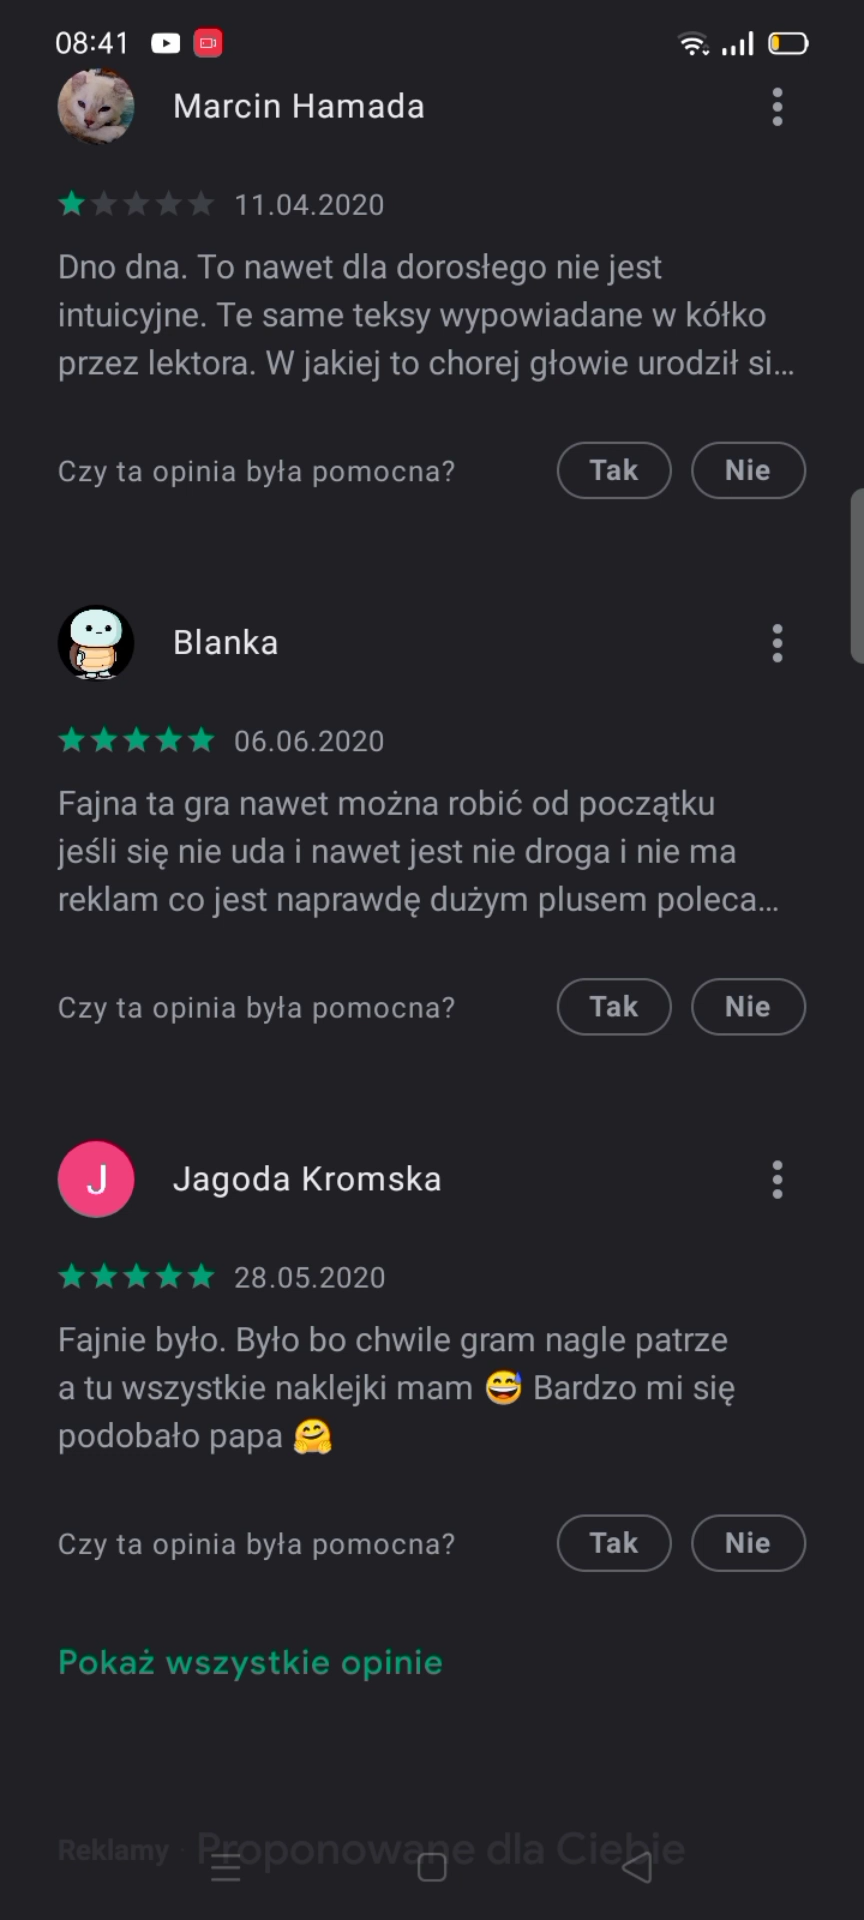 08:41
Marcin Hamada
11.04.2020
Dno dna. To nawet dla dorosłego nie jest
intuicyjne. Te same teksy wypowiadane w kółko
przez lektora. W jakiej to chorej głowie urodził si...
Czy ta opinia była pomocna? Tak Nie
Blanka
06.06.2020
Fajna ta gra nawet można robić od początku
jeśli się nie uda i nawet jest nie droga i nie ma
reklam co jest naprawdę dużym plusem poleca...
Czy ta opinia była pomocna? Tak Nie
J Jagoda Kromska
28.05.2020
Fajnie było. Było bo chwile gram nagle patrze
a tu wszystkie naklejki mam 😅 Bardzo mi się
podobało papa 🤗
Czy ta opinia była pomocna? Tak Nie
Pokaż wszystkie opinie
Reklamy · Proponowane dla Ciebie